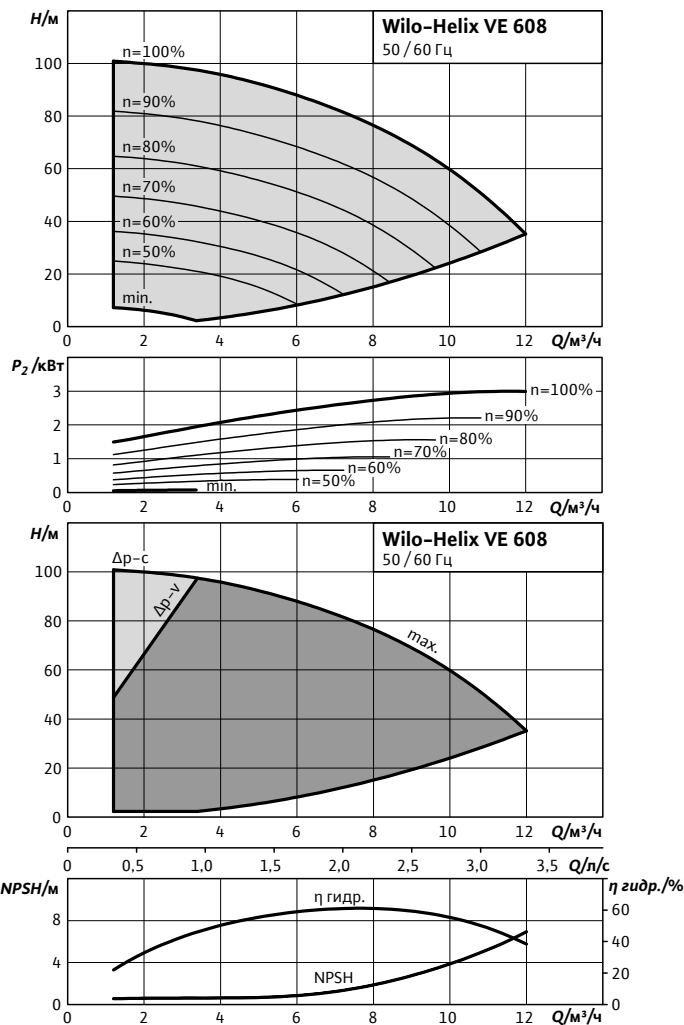 H/м
Wilo-Helix VE 608
50 / 60 Гц
n=100%
100
n=90%
80
n=80%
60
n=70%
40
n=60%
n=50%
20
min.
0
0 2 4 6 8 10 12 Q/м³/ч
P₂ /кВт
3
n=100%
2
n=90%
n=80%
1
n=70%
n=60%
min.
n=50%
0
0 2 4 6 8 10 12 Q/м³/ч
H/м
Wilo-Helix VE 608
50 / 60 Гц
Δp-c
100
Δp-v
80
max.
60
40
20
0
0 2 4 6 8 10 12 Q/м³/ч
0 0,5 1,0 1,5 2,0 2,5 3,0 3,5 Q/л/с
NPSH/м
η гидр./%
η гидр.
8
60
40
4
NPSH
20
0
0
0 2 4 6 8 10 12 Q/м³/ч